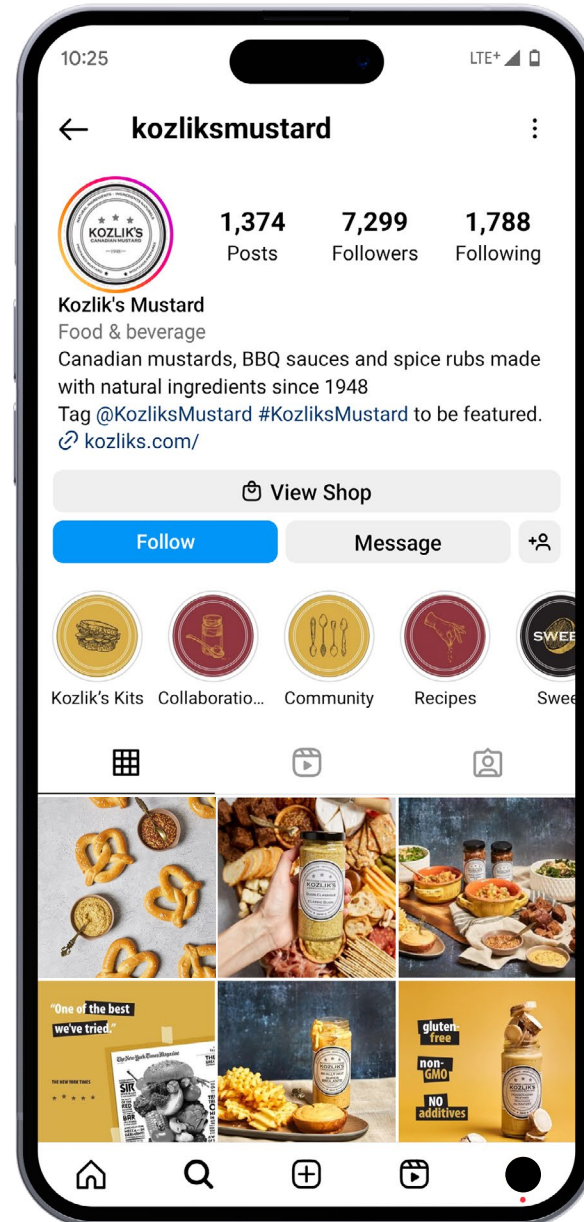 10:25
LTE+
kozliksmustard
KOZLIK'S
CANADIAN MUSTARD
1948
1,374
Posts
7,299
Followers
1,788
Following
Kozlik's Mustard
Food & beverage
Canadian mustards, BBQ sauces and spice rubs made
with natural ingredients since 1948
Tag @KozliksMustard #KozliksMustard to be featured.
kozliks.com/
View Shop
Follow
Message
SWEE
Kozlik's Kits
Collaboratio...
Community
Recipes
Swee
KOZLIK'S
"One of the best
we've tried."
THE NEW YORK TIMES
The New York Times Magazine
SIR
KOZLIK'S
gluten-
free
non-
GMO
NO
additives
KOZLIK'S